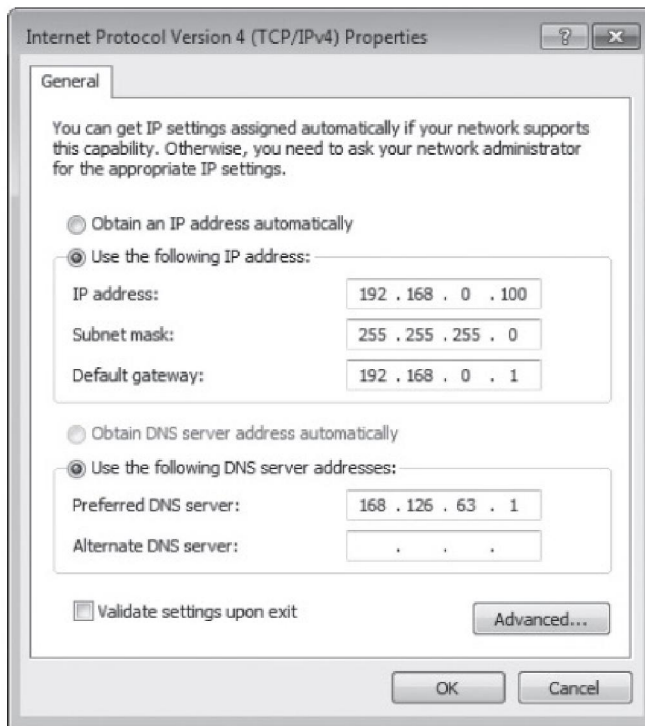 Internet Protocol Version 4 (TCP/IPv4) Properties
General
You can get IP settings assigned automatically if your network supports
this capability. Otherwise, you need to ask your network administrator
for the appropriate IP settings.
Obtain an IP address automatically
Use the following IP address:
IP address: 192 . 168 . 0 . 100
Subnet mask: 255 . 255 . 255 . 0
Default gateway: 192 . 168 . 0 . 1
Obtain DNS server address automatically
Use the following DNS server addresses:
Preferred DNS server: 168 . 126 . 63 . 1
Alternate DNS server: . . .
Validate settings upon exit
Advanced...
OK Cancel